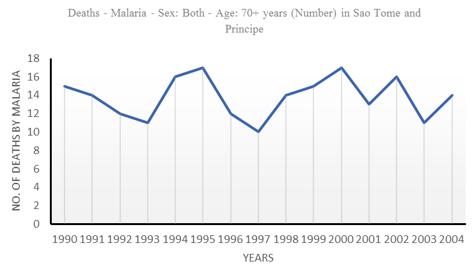 Deaths - Malaria - Sex: Both - Age: 70+ years (Number) in Sao Tome and
Principe
18
16
14
12
10
8
6
4
2
0
NO. OF DEATHS BY MALARIA
1990 1991 1992 1993 1994 1995 1996 1997 1998 1999 2000 2001 2002 2003 2004
YEARS